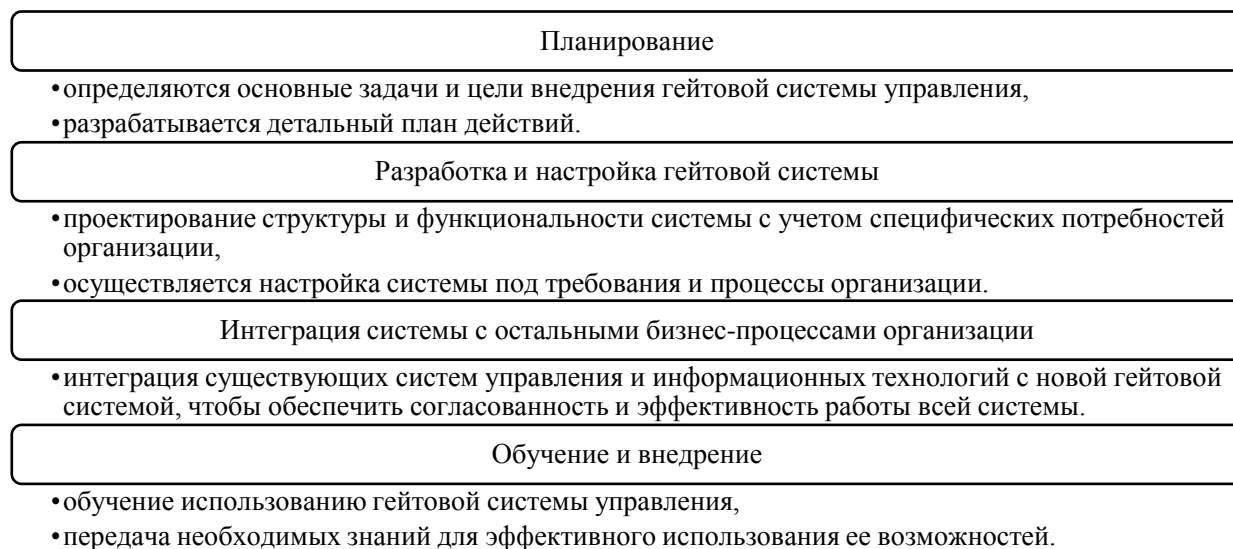 Планирование
•определяются основные задачи и цели внедрения гейтовой системы управления,
•разрабатывается детальный план действий.
Разработка и настройка гейтовой системы
•проектирование структуры и функциональности системы с учетом специфических потребностей
организации,
•осуществляется настройка системы под требования и процессы организации.
Интеграция системы с остальными бизнес-процессами организации
•интеграция существующих систем управления и информационных технологий с новой гейтовой
системой, чтобы обеспечить согласованность и эффективность работы всей системы.
Обучение и внедрение
•обучение использованию гейтовой системы управления,
•передача необходимых знаний для эффективного использования ее возможностей.